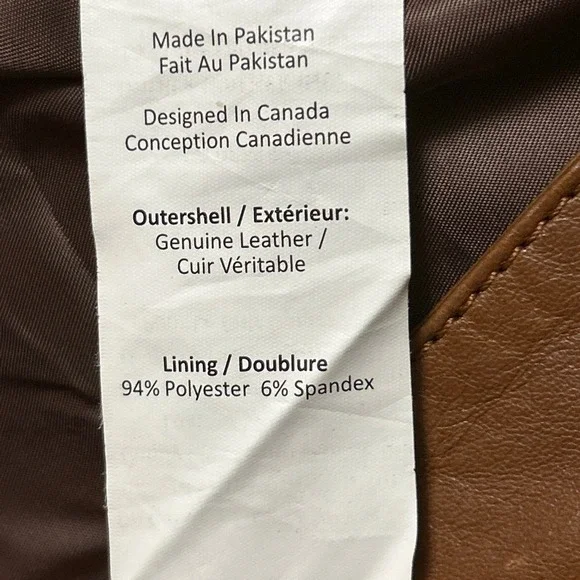 Made In Pakistan
Fait Au Pakistan
Designed In Canada
Conception Canadienne
Outershell / Extérieur:
Genuine Leather /
Cuir Véritable
Lining / Doublure
94% Polyester 6% Spandex